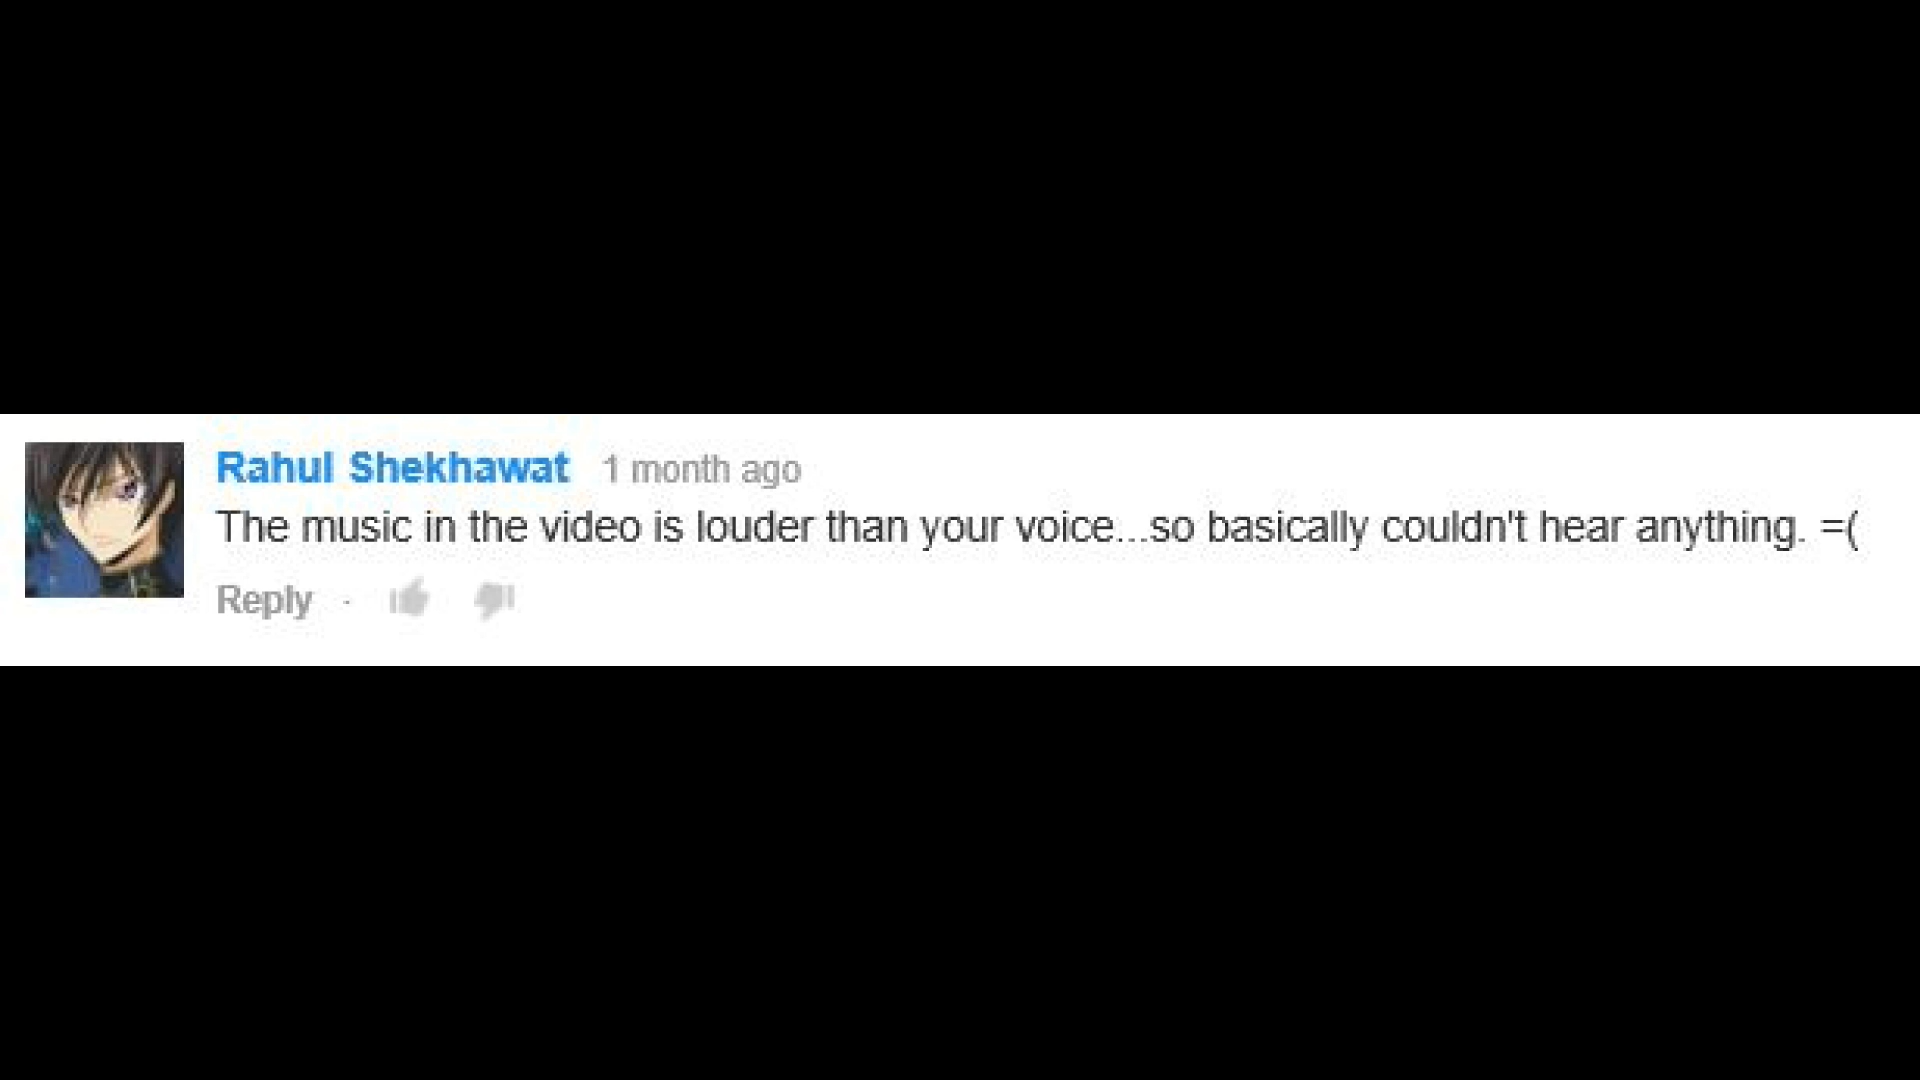 Rahul Shekhawat 1 month ago
The music in the video is louder than your voice...so basically couldn't hear anything. =(
Reply ·